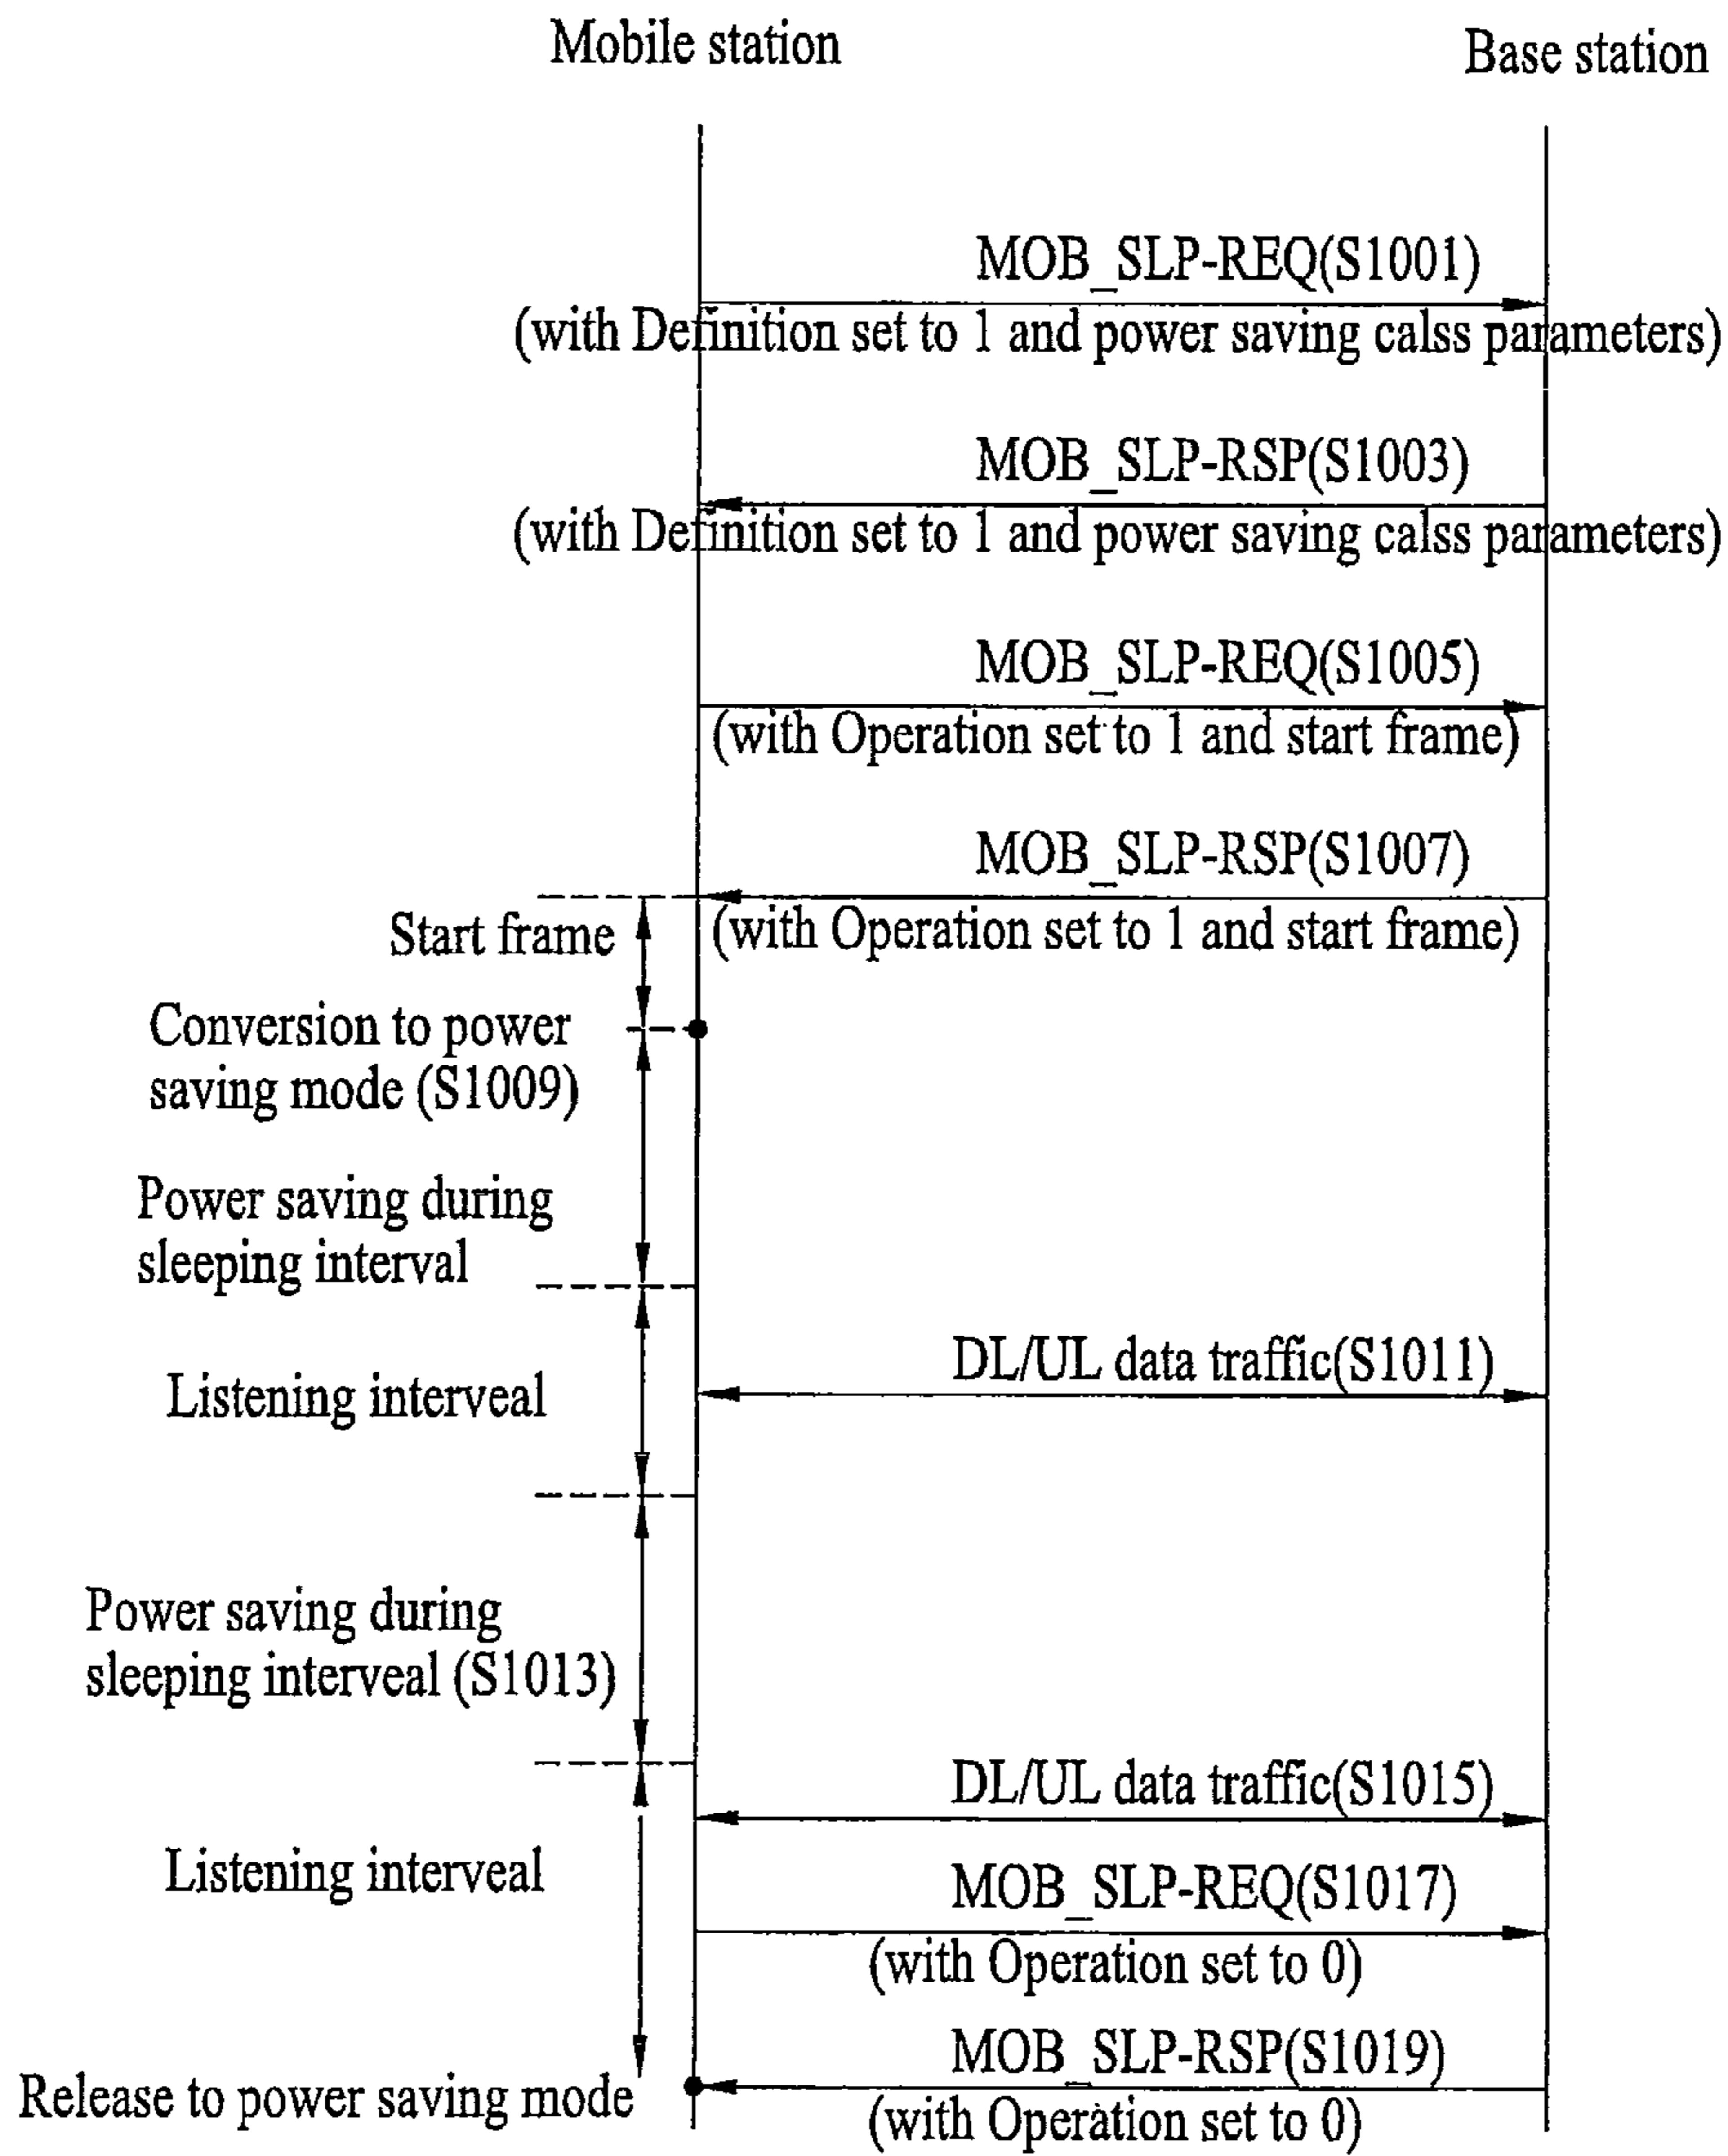 Mobile station
Base station
MOB_SLP-REQ(S1001)
(with Definition set to 1 and power saving calss parameters)
MOB_SLP-RSP(S1003)
(with Definition set to 1 and power saving calss parameters)
MOB_SLP-REQ(S1005)
(with Operation set to 1 and start frame)
MOB_SLP-RSP(S1007)
(with Operation set to 1 and start frame)
Start frame
Conversion to power
saving mode (S1009)
Power saving during
sleeping interval
DL/UL data traffic(S1011)
Listening interveal
Power saving during
sleeping interveal (S1013)
DL/UL data traffic(S1015)
Listening interveal
MOB_SLP-REQ(S1017)
(with Operation set to 0)
MOB_SLP-RSP(S1019)
Release to power saving mode
(with Operation set to 0)